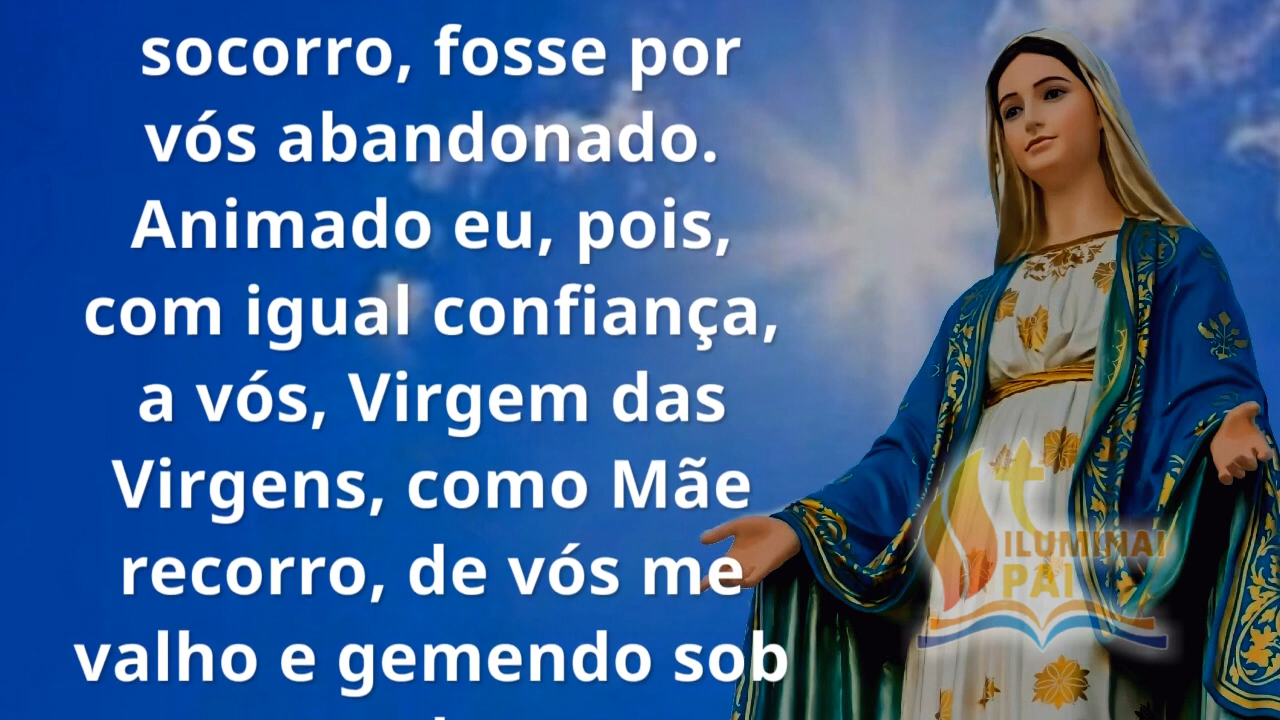 socorro, fosse por
vós abandonado.
Animado eu, pois,
com igual confiança,
a vós, Virgem das
Virgens, como Mãe
recorro, de vós me
valho e gemendo sob
ILUMINAI
PAI